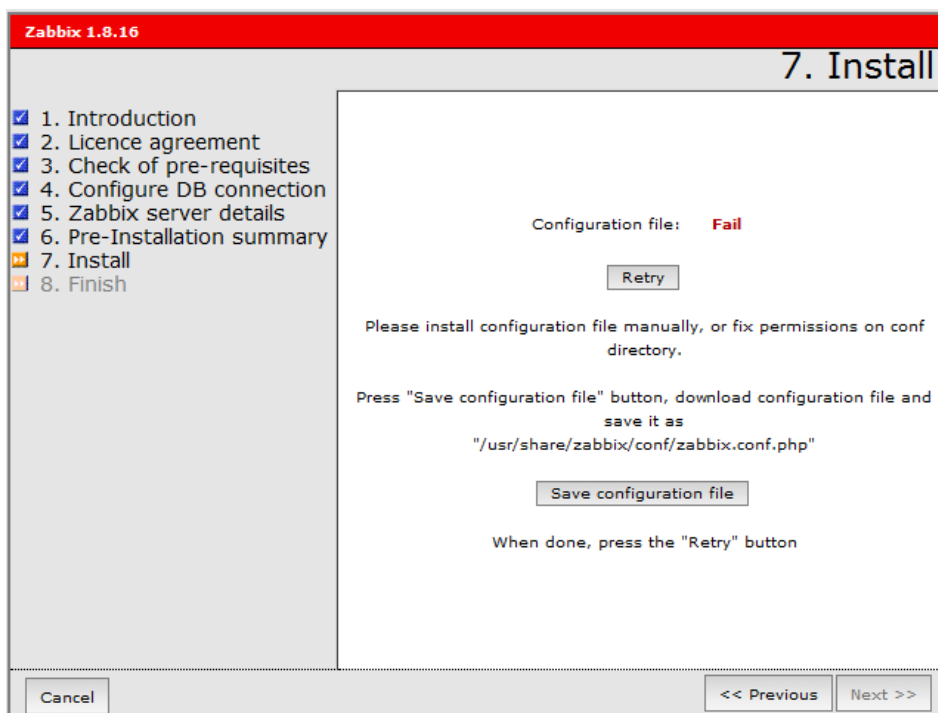 Zabbix 1.8.16
7. Install
1. Introduction
2. Licence agreement
3. Check of pre-requisites
4. Configure DB connection
5. Zabbix server details
6. Pre-Installation summary
7. Install
8. Finish
Configuration file: Fail
Retry
Please install configuration file manually, or fix permissions on conf
directory.
Press "Save configuration file" button, download configuration file and
save it as
"/usr/share/zabbix/conf/zabbix.conf.php"
Save configuration file
When done, press the "Retry" button
Cancel
<< Previous
Next >>